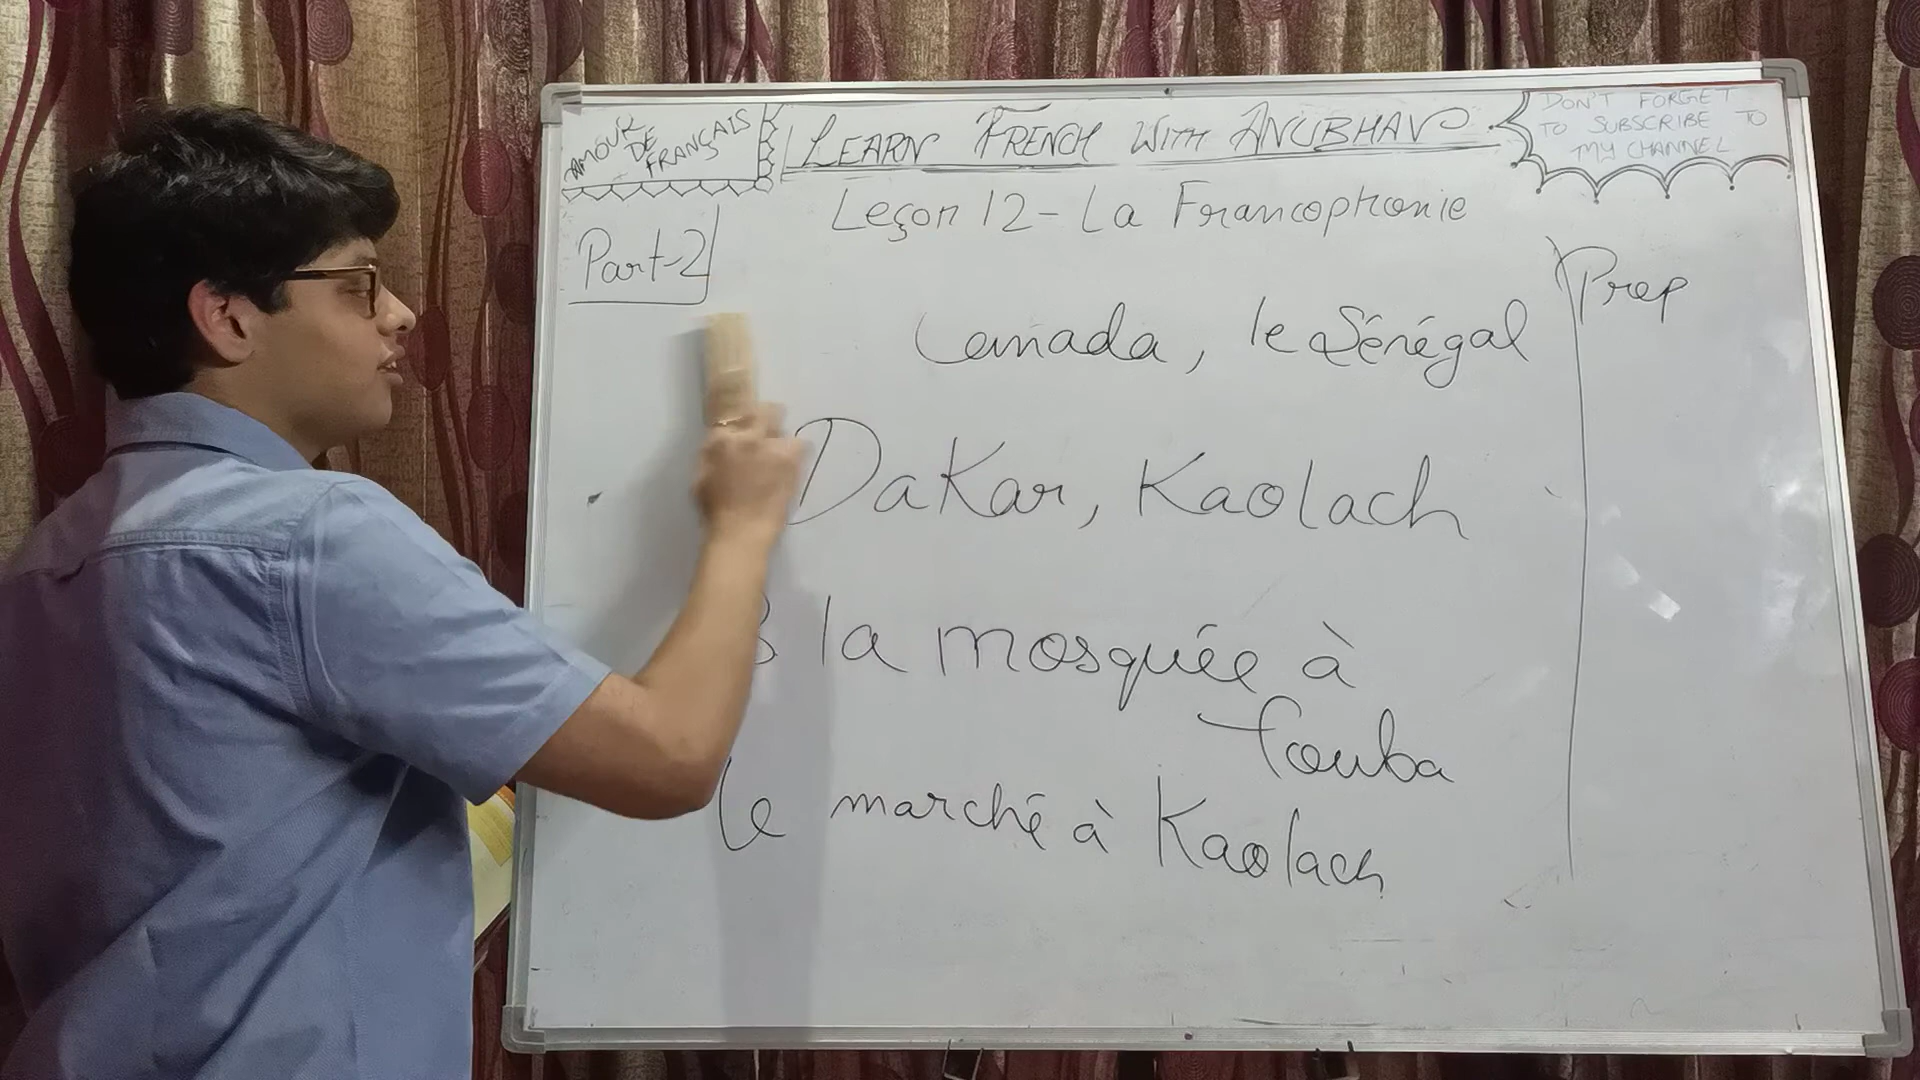 AMOUR
DE
FRANÇAIS
LEARN FRENCH WITH ANUBHAV
DON'T FORGET
TO SUBSCRIBE TO
MY CHANNEL
Leçon 12 - La Francophonie
Part-2
Prep
Canada, le Sénégal
Dakar, Kaolach
la mosquée à
Touba
le marché à Kaolach